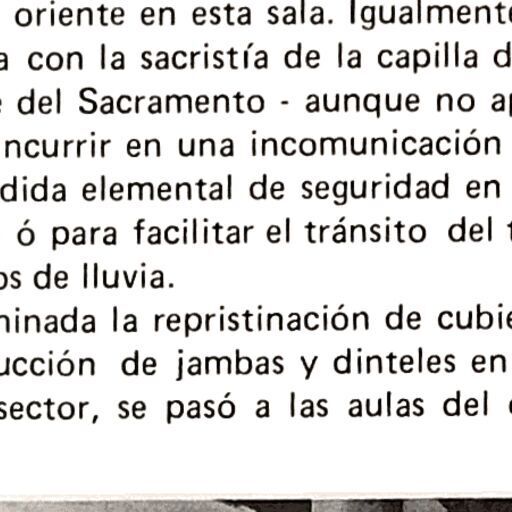 oriente en esta sala. Igualmente
a con la sacristía de la capilla d
del Sacramento - aunque no ap
ncurrir en una incomunicación
dida elemental de seguridad en
ó para facilitar el tránsito del t
os de lluvia.
minada la repristinación de cubie
ucción de jambas y dinteles en
sector, se pasó a las aulas del